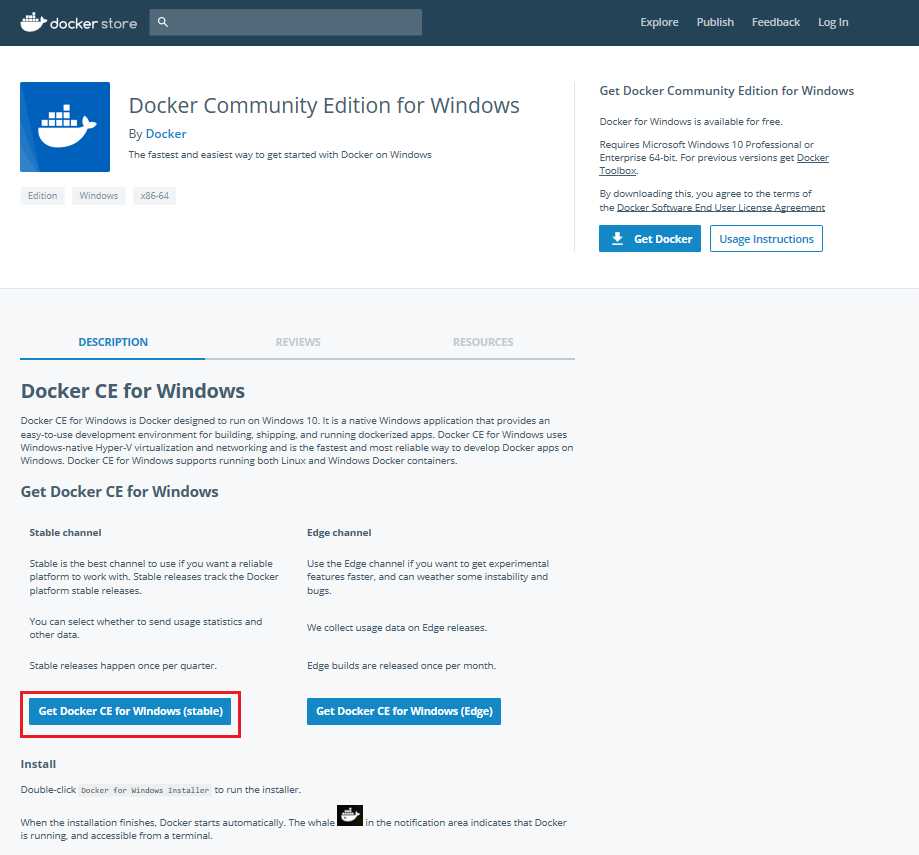 docker store
Explore Publish Feedback Log In
Docker Community Edition for Windows
By Docker
The fastest and easiest way to get started with Docker on Windows
Edition Windows x86-64
Get Docker Community Edition for Windows
Docker for Windows is available for free.
Requires Microsoft Windows 10 Professional or
Enterprise 64-bit. For previous versions get Docker
Toolbox.
By downloading this, you agree to the terms of
the Docker Software End User License Agreement
Get Docker
Usage Instructions
DESCRIPTION REVIEWS RESOURCES
Docker CE for Windows
Docker CE for Windows is Docker designed to run on Windows 10. It is a native Windows application that provides an
easy-to-use development environment for building, shipping, and running dockerized apps. Docker CE for Windows uses
Windows-native Hyper-V virtualization and networking and is the fastest and most reliable way to develop Docker apps on
Windows. Docker CE for Windows supports running both Linux and Windows Docker containers.
Get Docker CE for Windows
Stable channel
Stable is the best channel to use if you want a reliable
platform to work with. Stable releases track the Docker
platform stable releases.
You can select whether to send usage statistics and
other data.
Stable releases happen once per quarter.
Get Docker CE for Windows (stable)
Edge channel
Use the Edge channel if you want to get experimental
features faster, and can weather some instability and
bugs.
We collect usage data on Edge releases.
Edge builds are released once per month.
Get Docker CE for Windows (Edge)
Install
Double-click Docker for Windows Installer to run the installer.
When the installation finishes, Docker starts automatically. The whale in the notification area indicates that Docker
is running, and accessible from a terminal.